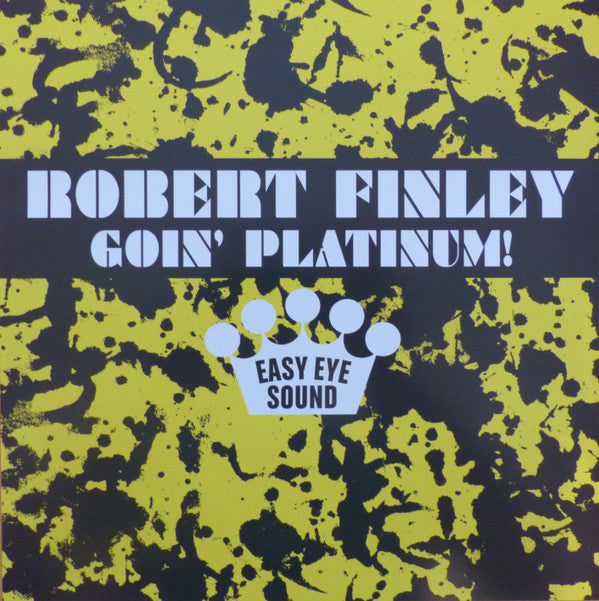 ROBERT FINLEY
GOIN' PLATINUM!
EASY EYE
SOUND